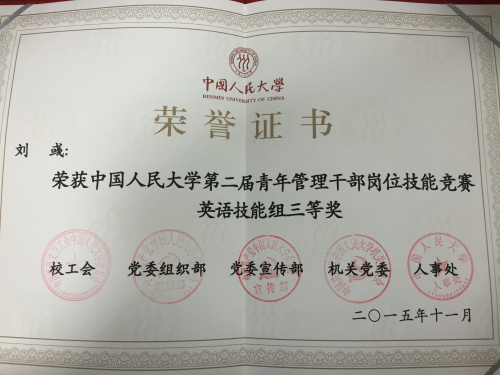 中国人民大学
RENMIN UNIVERSITY OF CHINA
荣誉证书
刘 彧:
荣获中国人民大学第二届青年管理干部岗位技能竞赛
英语技能组三等奖
校工会 党委组织部 党委宣传部 机关党委 人事处
二〇一五年十一月